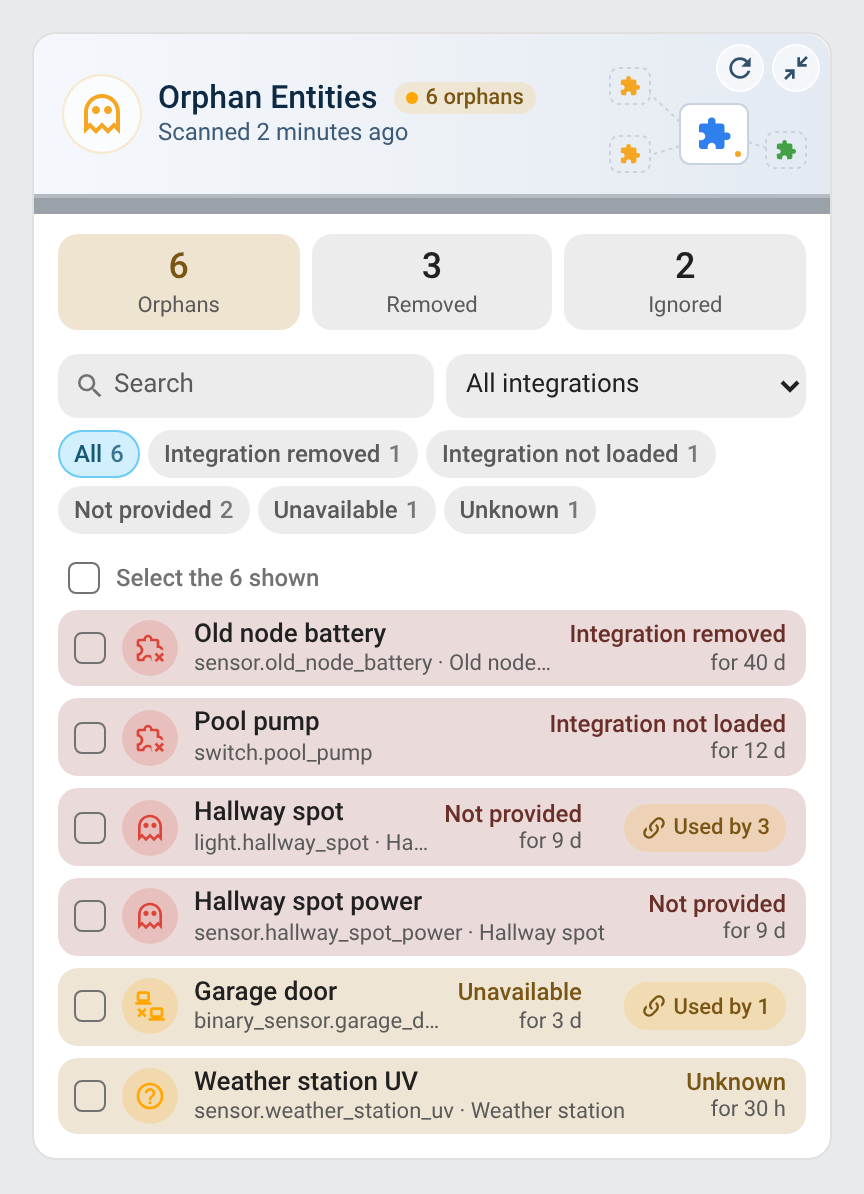 Orphan Entities
6 orphans
Scanned 2 minutes ago
6
Orphans
3
Removed
2
Ignored
Search
All integrations
All 6
Integration removed 1
Integration not loaded 1
Not provided 2
Unavailable 1
Unknown 1
Select the 6 shown
Old node battery
sensor.old_node_battery · Old node...
Integration removed
for 40 d
Pool pump
switch.pool_pump
Integration not loaded
for 12 d
Hallway spot
light.hallway_spot · Ha...
Not provided
for 9 d
Used by 3
Hallway spot power
sensor.hallway_spot_power · Hallway spot
Not provided
for 9 d
Garage door
binary_sensor.garage_d...
Unavailable
for 3 d
Used by 1
Weather station UV
sensor.weather_station_uv · Weather station
Unknown
for 30 h